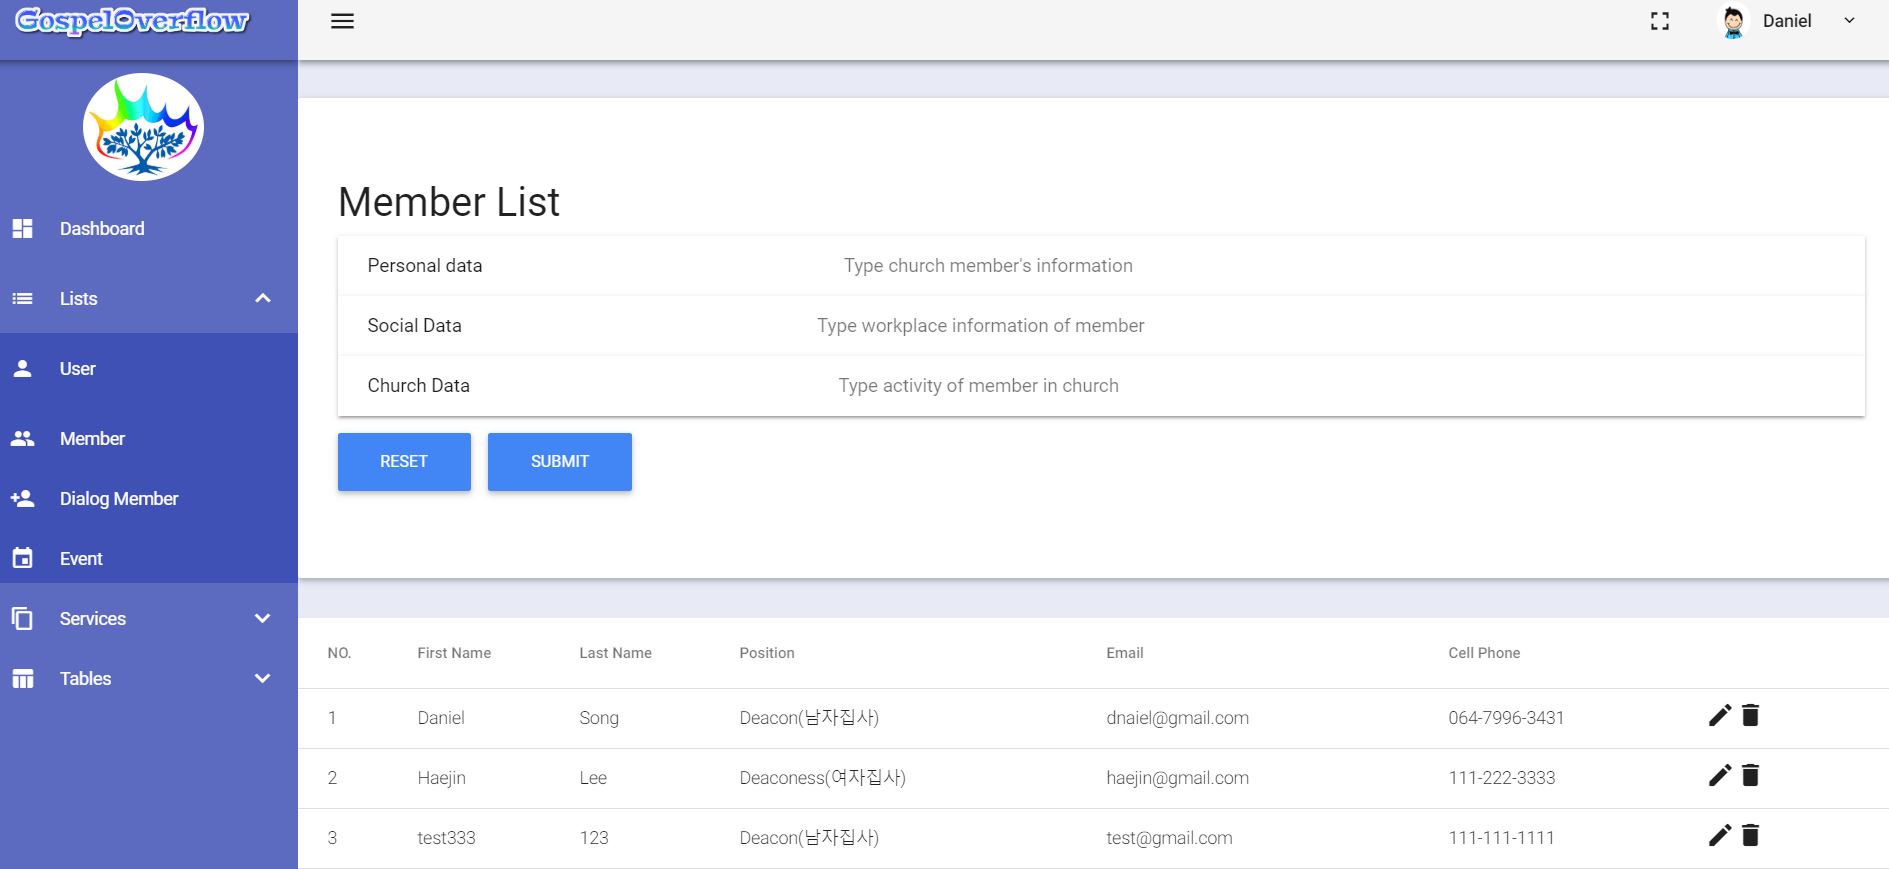 GospelOverflow
Daniel
Dashboard
Lists
User
Member
Dialog Member
Event
Services
Tables
Member List
Personal data Type church member's information
Social Data Type workplace information of member
Church Data Type activity of member in church
RESET SUBMIT
NO. First Name Last Name Position Email Cell Phone
1 Daniel Song Deacon(남자집사) dnaiel@gmail.com 064-7996-3431
2 Haejin Lee Deaconess(여자집사) haejin@gmail.com 111-222-3333
3 test333 123 Deacon(남자집사) test@gmail.com 111-111-1111